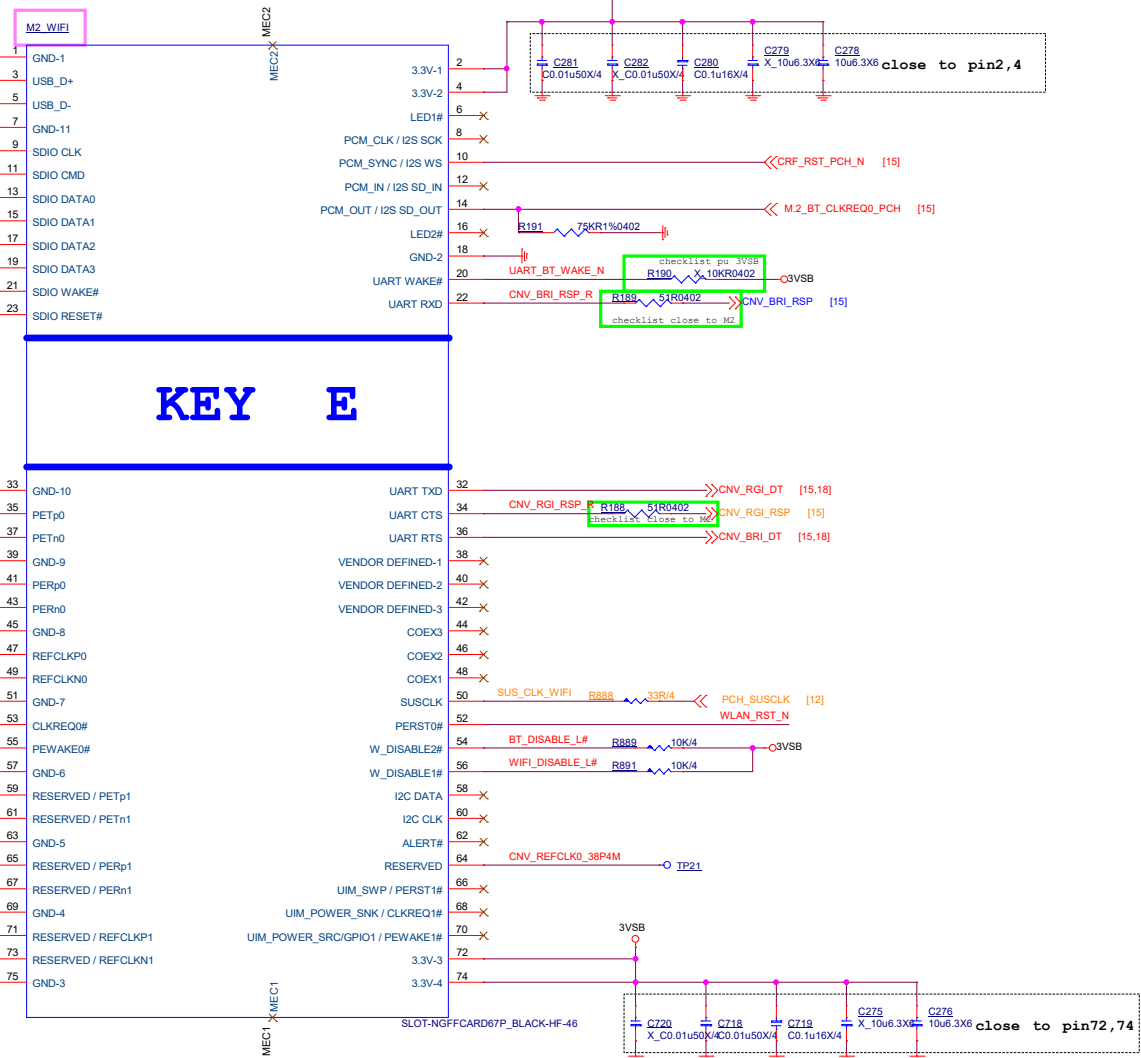 M2_WIFI
MEC2
MEC2
1 GND-1
3 USB_D+
5 USB_D-
7 GND-11
9 SDIO CLK
11 SDIO CMD
13 SDIO DATA0
15 SDIO DATA1
17 SDIO DATA2
19 SDIO DATA3
21 SDIO WAKE#
23 SDIO RESET#
3.3V-1 2
3.3V-2 4
LED1# 6
PCM_CLK / I2S SCK 8
PCM_SYNC / I2S WS 10 CRF_RST_PCH_N [15]
PCM_IN / I2S SD_IN 12
PCM_OUT / I2S SD_OUT 14 M.2_BT_CLKREQ0_PCH [15]
R191 75KR1%0402
LED2# 16
GND-2 18
checklist pu 3VSB
UART WAKE# 20 UART_BT_WAKE_N R190 X_10KR0402 3VSB
UART RXD 22 CNV_BRI_RSP_R R189 51R0402 CNV_BRI_RSP [15]
checklist close to M2
C281 C0.01u50X/4
C282 X_C0.01u50X/4
C280 C0.1u16X/4
C279 X_10u6.3X6
C278 10u6.3X6
close to pin2,4
KEY E
33 GND-10
35 PETp0
37 PETn0
39 GND-9
41 PERp0
43 PERn0
45 GND-8
47 REFCLKP0
49 REFCLKN0
51 GND-7
53 CLKREQ0#
55 PEWAKE0#
57 GND-6
59 RESERVED / PETp1
61 RESERVED / PETn1
63 GND-5
65 RESERVED / PERp1
67 RESERVED / PERn1
69 GND-4
71 RESERVED / REFCLKP1
73 RESERVED / REFCLKN1
75 GND-3
UART TXD 32 CNV_RGI_DT [15,18]
UART CTS 34 CNV_RGI_RSP_R R188 51R0402 CNV_RGI_RSP [15]
checklist close to M2
UART RTS 36 CNV_BRI_DT [15,18]
VENDOR DEFINED-1 38
VENDOR DEFINED-2 40
VENDOR DEFINED-3 42
COEX3 44
COEX2 46
COEX1 48
SUSCLK 50 SUS_CLK_WIFI R888 33R/4 PCH_SUSCLK [12]
PERST0# 52 WLAN_RST_N
W_DISABLE2# 54 BT_DISABLE_L# R889 10K/4 3VSB
W_DISABLE1# 56 WIFI_DISABLE_L# R891 10K/4
I2C DATA 58
I2C CLK 60
ALERT# 62
RESERVED 64 CNV_REFCLK0_38P4M TP21
UIM_SWP / PERST1# 66
UIM_POWER_SNK / CLKREQ1# 68
UIM_POWER_SRC/GPIO1 / PEWAKE1# 70
3.3V-3 72
3.3V-4 74
3VSB
MEC1
MEC1
SLOT-NGFFCARD67P_BLACK-HF-46
C720 X_C0.01u50X/4
C718 C0.01u50X/4
C719 C0.1u16X/4
C275 X_10u6.3X6
C276 10u6.3X6
close to pin72,74